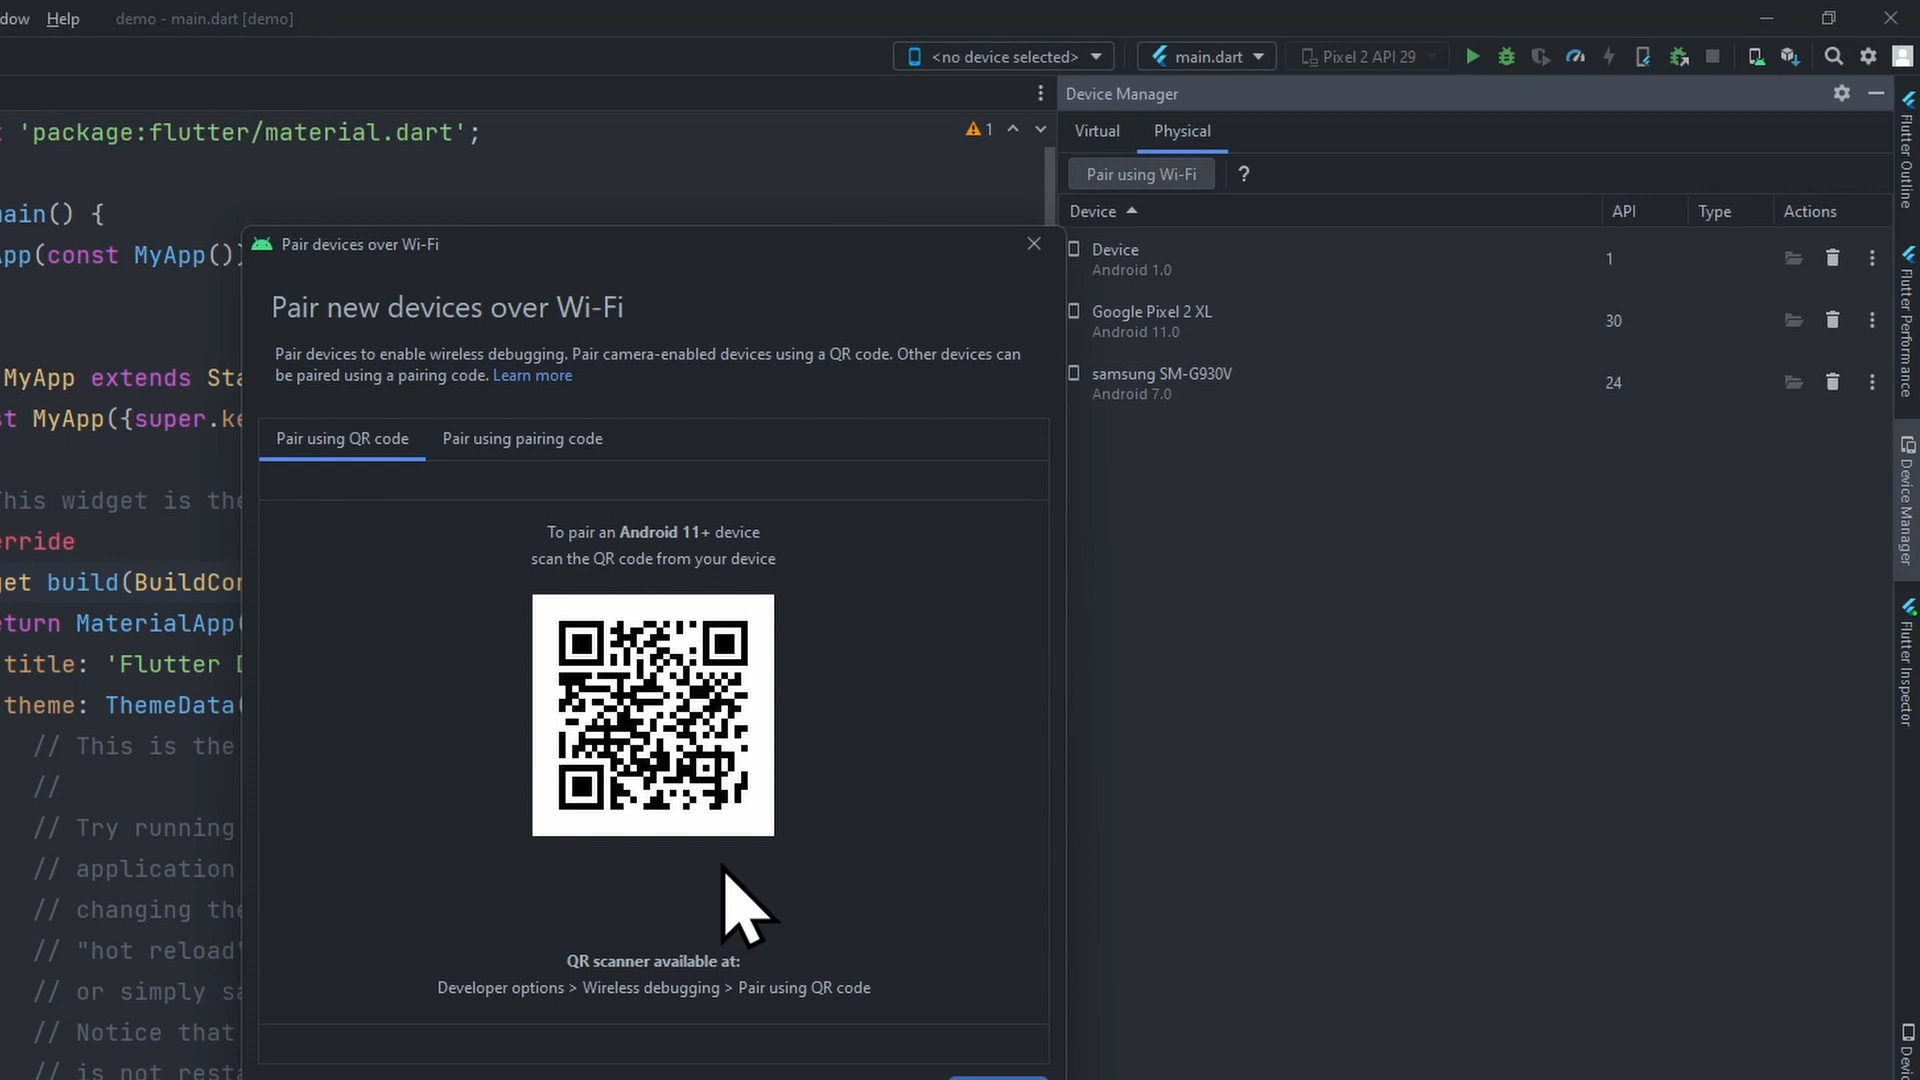 dow Help demo - main.dart [demo]
<no device selected> main.dart Pixel 2 API 29
'package:flutter/material.dart'; 1
ain() {
pp(const MyApp())
MyApp extends Sta
st MyApp({super.ke
his widget is the
erride
get build(BuildCon
eturn MaterialApp(
title: 'Flutter D
theme: ThemeData(
// This is the
//
// Try running
// application
// changing the
// "hot reload"
// or simply sa
// Notice that
// is not resta
Pair devices over Wi-Fi
Pair new devices over Wi-Fi
Pair devices to enable wireless debugging. Pair camera-enabled devices using a QR code. Other devices can
be paired using a pairing code. Learn more
Pair using QR code Pair using pairing code
To pair an Android 11+ device
scan the QR code from your device
QR scanner available at:
Developer options > Wireless debugging > Pair using QR code
Device Manager
Virtual Physical
Pair using Wi-Fi ?
Device API Type Actions
Device 1
Android 1.0
Google Pixel 2 XL 30
Android 11.0
samsung SM-G930V 24
Android 7.0
Flutter Outline
Flutter Performance
Device Manager
Flutter Inspector